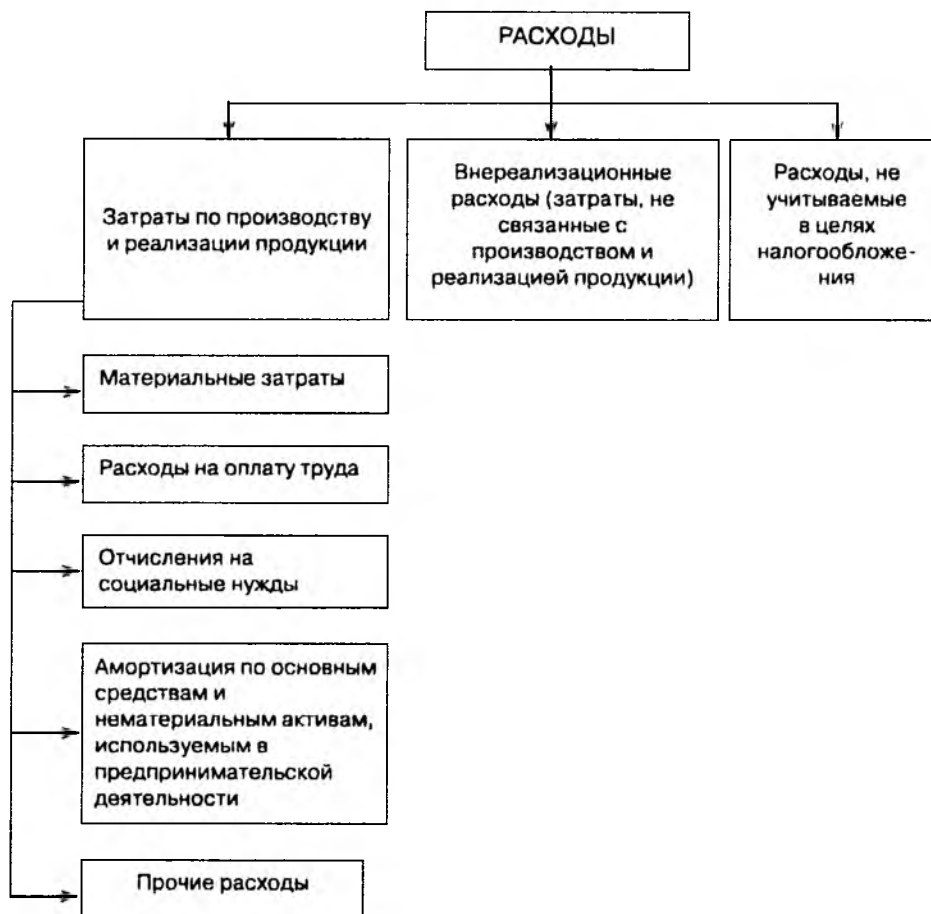 РАСХОДЫ
Затраты по производству
и реализации продукции
Внереализационные
расходы (затраты, не
связанные с
производством и
реализацией продукции)
Расходы, не
учитываемые
в целях
налогообложе-
ния
Материальные затраты
Расходы на оплату труда
Отчисления на
социальные нужды
Амортизация по основным
средствам и
нематериальным активам,
используемым в
предпринимательской
деятельности
Прочие расходы